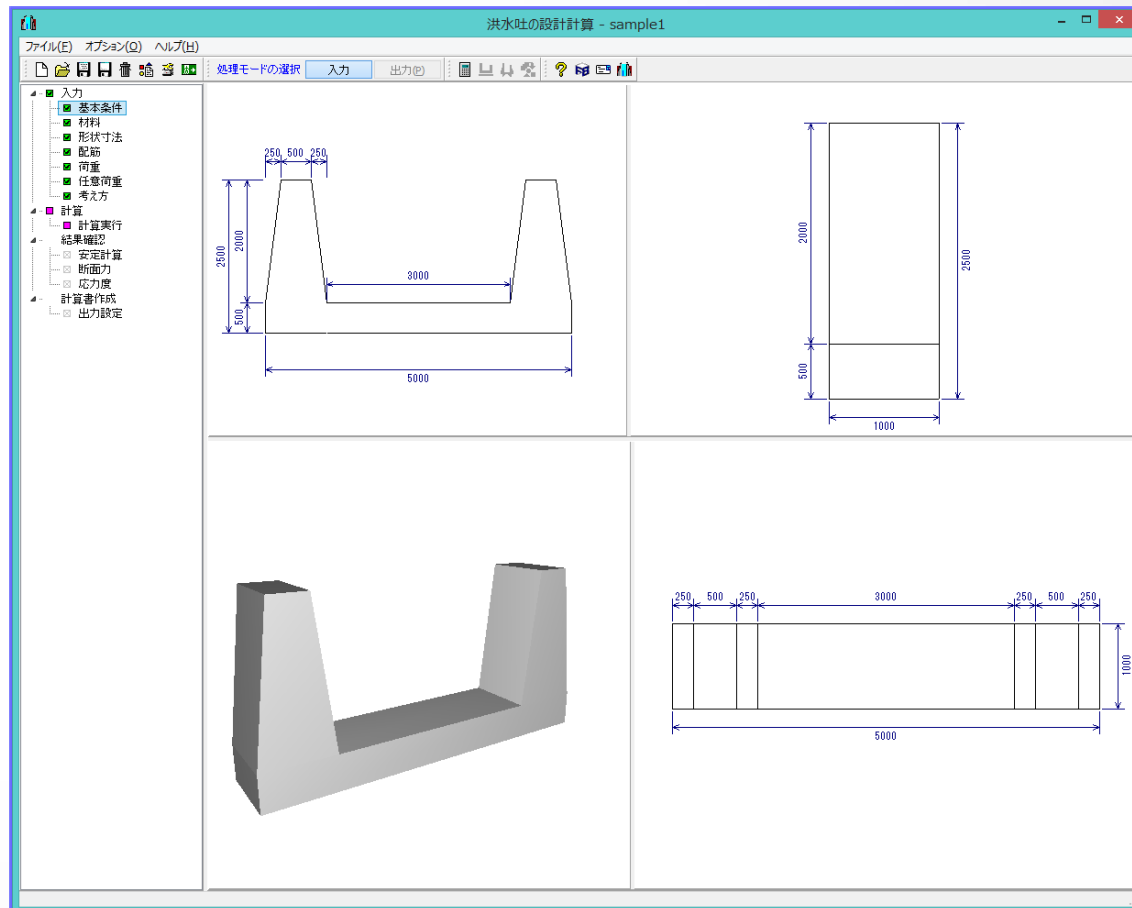 洪水吐の設計計算 - sample1
ファイル(F) オプション(O) ヘルプ(H)
処理モードの選択 入力 出力(P)
入力
基本条件
材料
形状寸法
配筋
荷重
任意荷重
考え方
計算
計算実行
結果確認
安定計算
断面力
応力度
計算書作成
出力設定
250 500 250
2500
2000
3000
500
5000
2000
2500
500
1000
250 500 250 3000 250 500 250
1000
5000